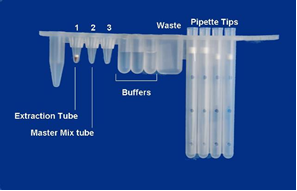 Waste
Pipette Tips
1 2 3
Buffers
Extraction Tube
Master Mix tube